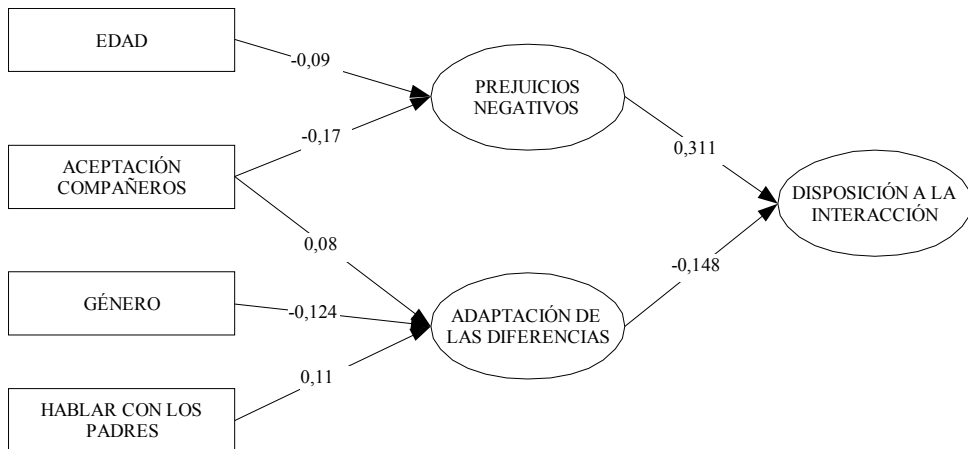 EDAD
-0,09
PREJUICIOS
NEGATIVOS
-0,17
ACEPTACIÓN
COMPAÑEROS
0,311
DISPOSICIÓN A LA
INTERACCIÓN
0,08
-0,148
GÉNERO
-0,124
ADAPTACIÓN DE
LAS DIFERENCIAS
0,11
HABLAR CON LOS
PADRES